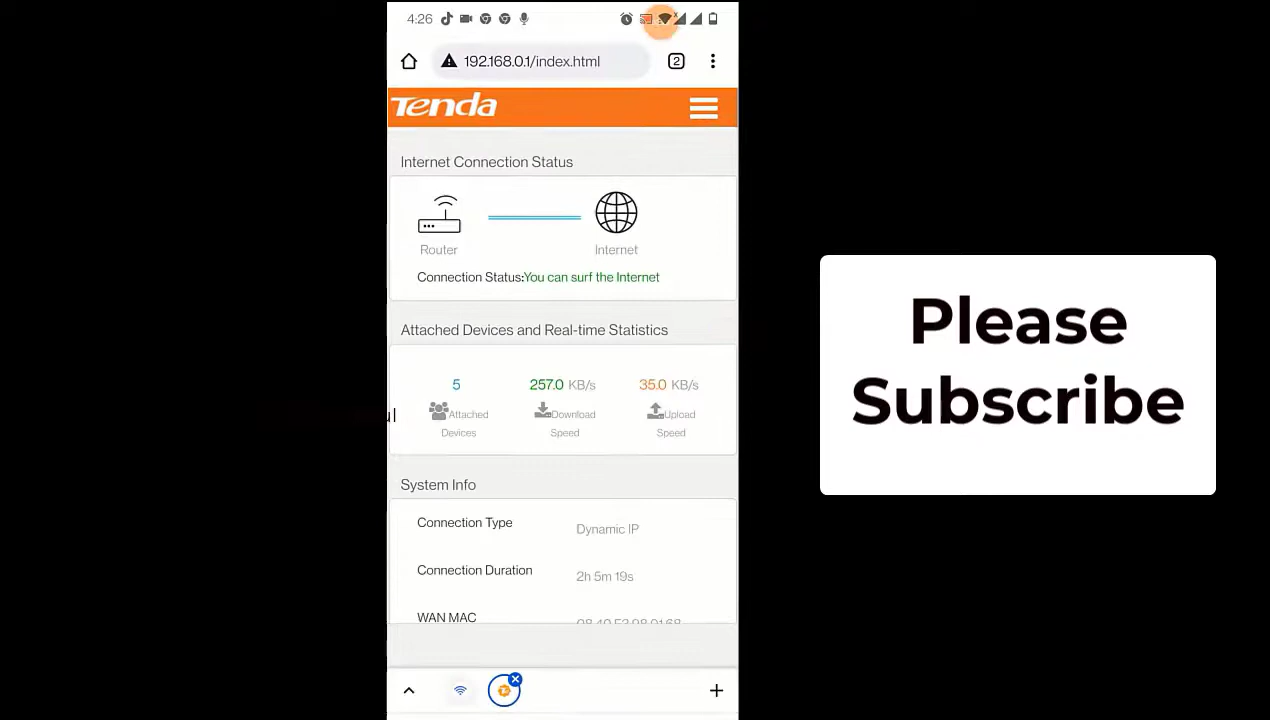 4:26
192.168.0.1/index.html
2
Tenda
Internet Connection Status
Router
Internet
Connection Status:You can surf the Internet
Attached Devices and Real-time Statistics
5
257.0 KB/s
35.0 KB/s
Attached
Devices
Download
Speed
Upload
Speed
System Info
Connection Type
Dynamic IP
Connection Duration
2h 5m 19s
WAN MAC
Please
Subscribe